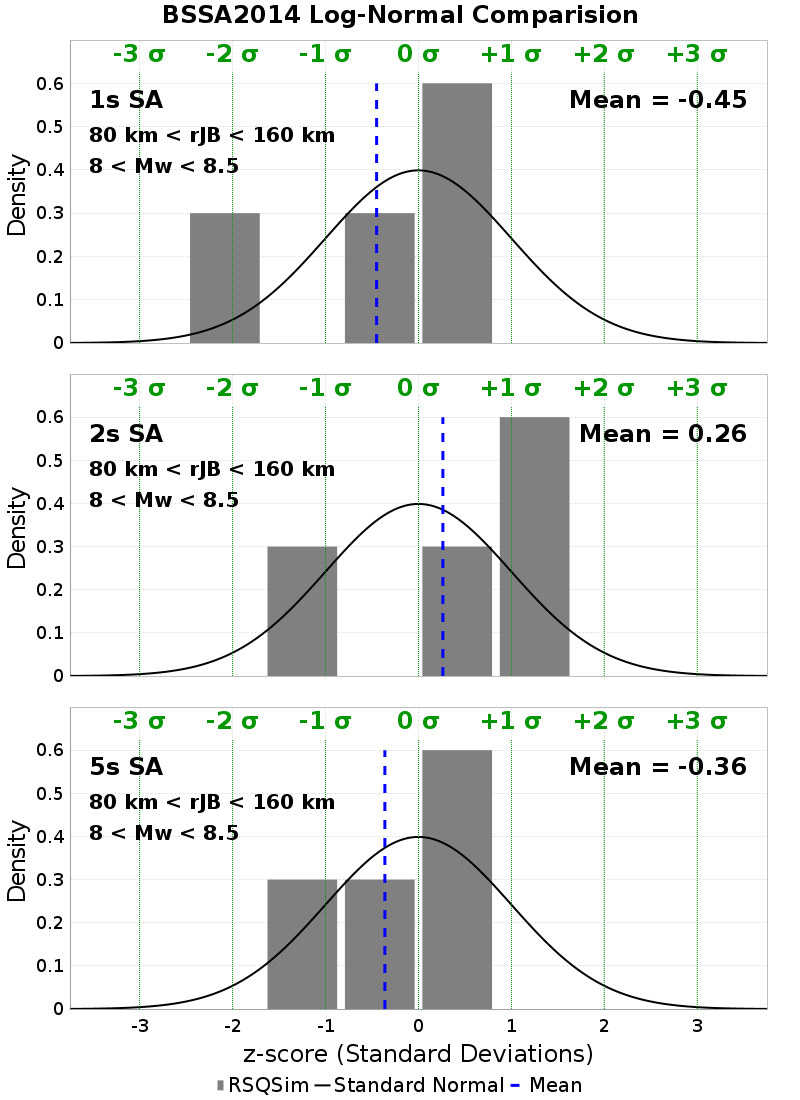 BSSA2014 Log-Normal Comparision
-3 σ -2 σ -1 σ 0 σ +1 σ +2 σ +3 σ
0.6
1s SA Mean = -0.45
0.5
80 km < rJB < 160 km
8 < Mw < 8.5
0.4
Density
0.3
0.2
0.1
0
-3 σ -2 σ -1 σ 0 σ +1 σ +2 σ +3 σ
0.6
2s SA Mean = 0.26
0.5
80 km < rJB < 160 km
8 < Mw < 8.5
0.4
Density
0.3
0.2
0.1
0
-3 σ -2 σ -1 σ 0 σ +1 σ +2 σ +3 σ
0.6
5s SA Mean = -0.36
0.5
80 km < rJB < 160 km
8 < Mw < 8.5
0.4
Density
0.3
0.2
0.1
0
-3 -2 -1 0 1 2 3
z-score (Standard Deviations)
RSQSim Standard Normal Mean